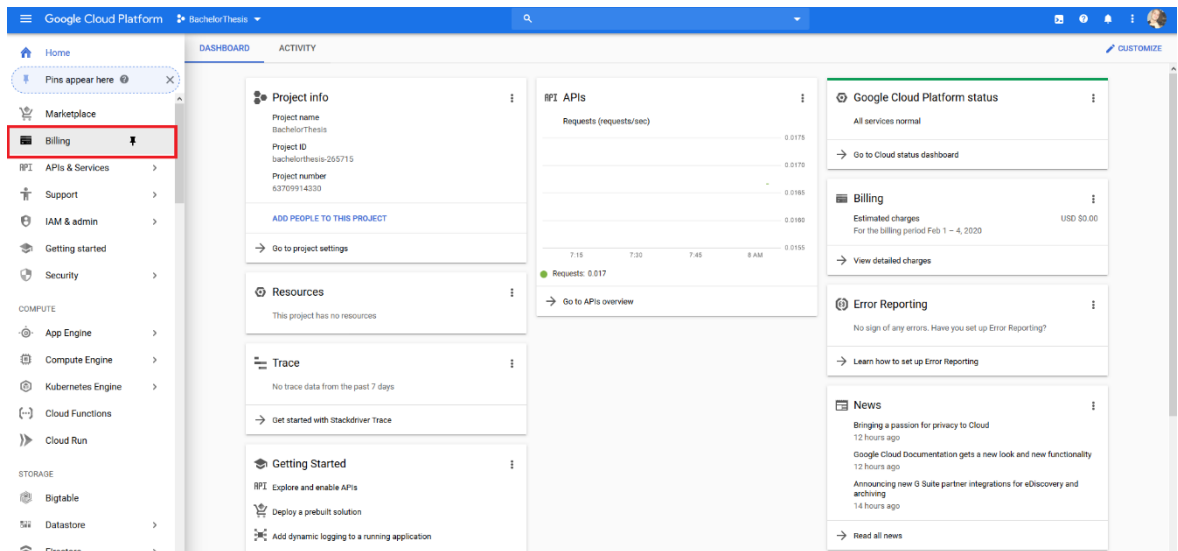 Google Cloud Platform
BachelorThesis
Home
Pins appear here
Marketplace
Billing
API APIs & Services
Support
IAM & admin
Getting started
Security
COMPUTE
App Engine
Compute Engine
Kubernetes Engine
Cloud Functions
Cloud Run
STORAGE
Bigtable
Datastore
DASHBOARD
ACTIVITY
CUSTOMIZE
Project info
Project name
BachelorThesis
Project ID
bachelorthesis-265715
Project number
63709914330
ADD PEOPLE TO THIS PROJECT
Go to project settings
Resources
This project has no resources
Trace
No trace data from the past 7 days
Get started with Stackdriver Trace
Getting Started
API Explore and enable APIs
Deploy a prebuilt solution
Add dynamic logging to a running application
API APIs
Requests (requests/sec)
0.0175
0.0170
0.0165
0.0160
0.0155
7:15 7:30 7:45 8 AM
Requests: 0.017
Go to APIs overview
Google Cloud Platform status
All services normal
Go to Cloud status dashboard
Billing
Estimated charges USD $0.00
For the billing period Feb 1 – 4, 2020
View detailed charges
Error Reporting
No sign of any errors. Have you set up Error Reporting?
Learn how to set up Error Reporting
News
Bringing a passion for privacy to Cloud
12 hours ago
Google Cloud Documentation gets a new look and new functionality
12 hours ago
Announcing new G Suite partner integrations for eDiscovery and
archiving
14 hours ago
Read all news